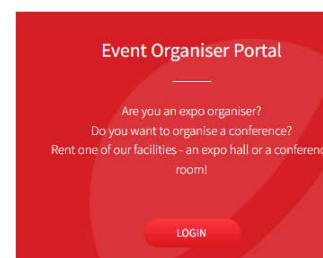 Event Organiser Portal
Are you an expo organiser?
Do you want to organise a conference?
Rent one of our facilities - an expo hall or a conferenc
room!
LOGIN